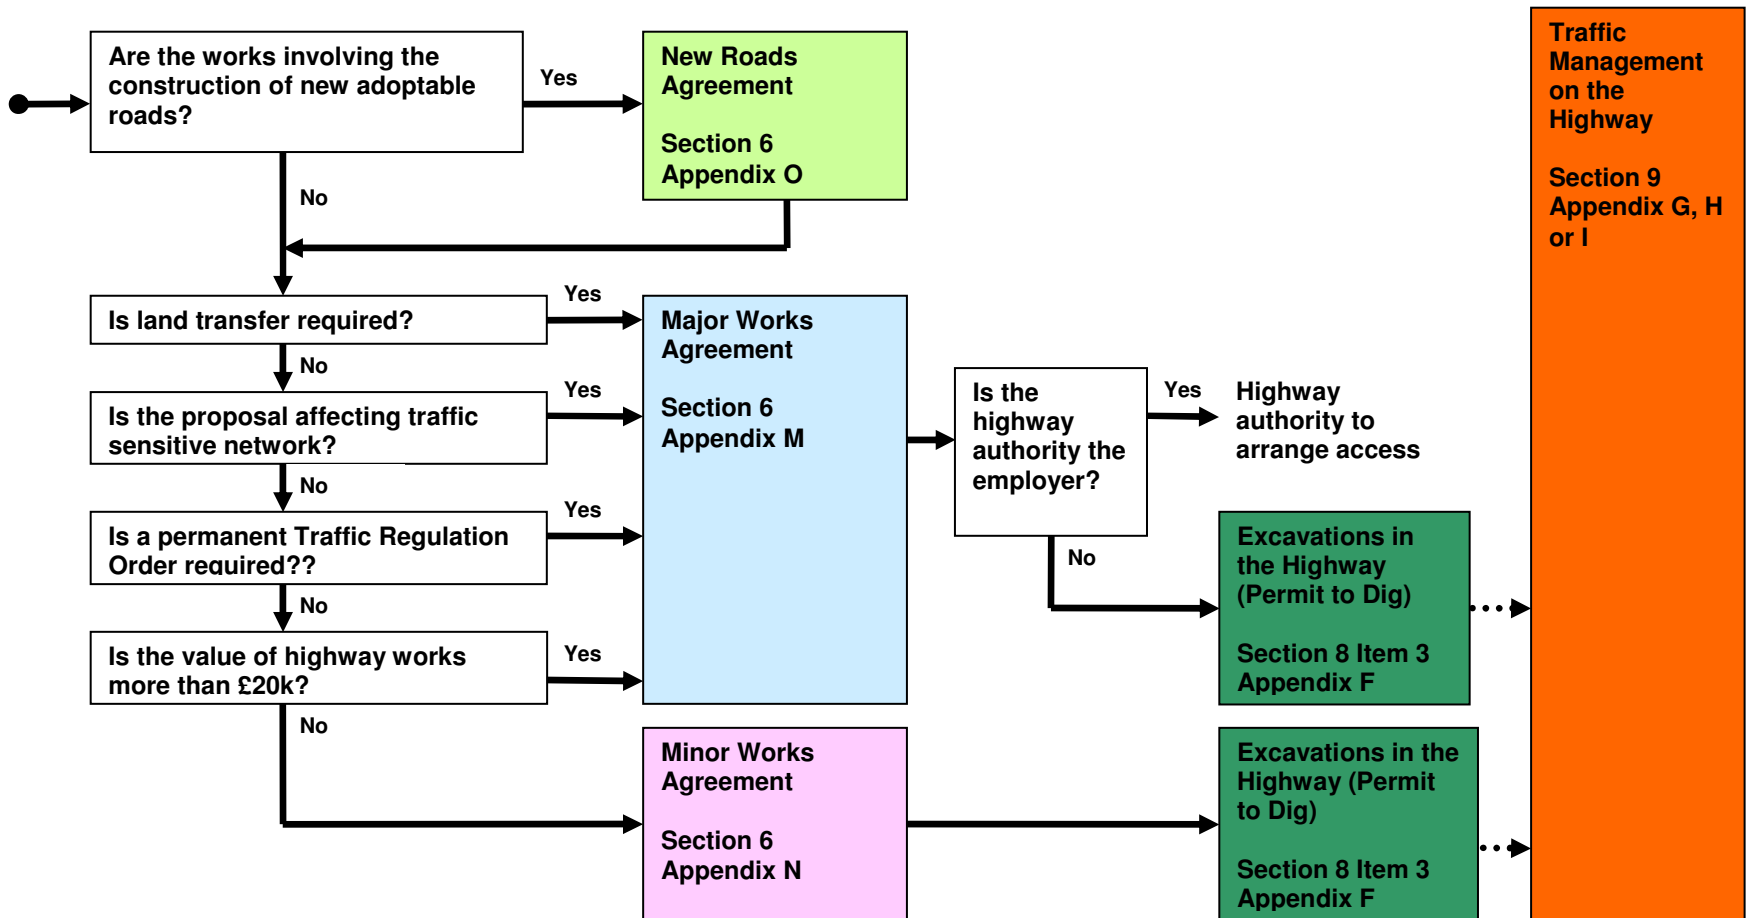 Are the works involving the
construction of new adoptable
roads?
Yes
New Roads
Agreement
Section 6
Appendix O
No
Is land transfer required?
Yes
No
Is the proposal affecting traffic
sensitive network?
Yes
No
Is a permanent Traffic Regulation
Order required??
Yes
No
Is the value of highway works
more than £20k?
Yes
No
Major Works
Agreement
Section 6
Appendix M
Minor Works
Agreement
Section 6
Appendix N
Is the
highway
authority the
employer?
Yes
Highway
authority to
arrange access
No
Excavations in
the Highway
(Permit to Dig)
Section 8 Item 3
Appendix F
Excavations in the
Highway (Permit
to Dig)
Section 8 Item 3
Appendix F
Traffic
Management
on the
Highway
Section 9
Appendix G, H
or I